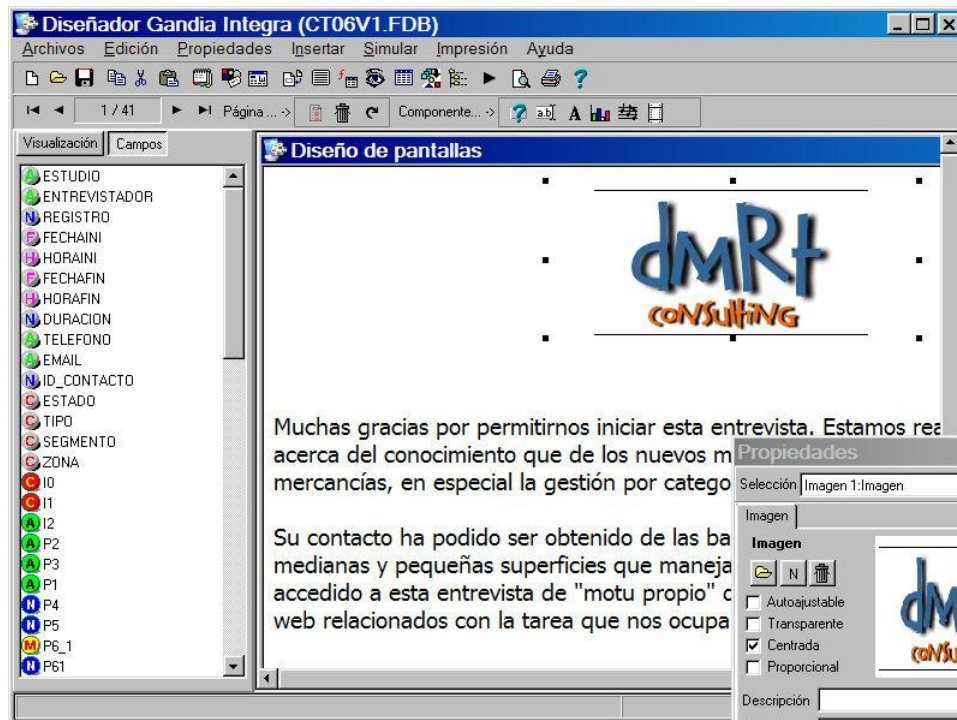 Diseñador Gandia Integra (CT06V1.FDB)
Archivos Edición Propiedades Insertar Simular Impresión Ayuda
1 / 41 Página ... -> Componente... ->
Visualización Campos
Diseño de pantallas
ESTUDIO
ENTREVISTADOR
REGISTRO
FECHAINI
HORAINI
FECHAFIN
HORAFIN
DURACION
TELEFONO
EMAIL
ID_CONTACTO
ESTADO
TIPO
SEGMENTO
ZONA
I0
I1
I2
P2
P3
P1
P4
P5
P6_1
P61
dmRt
consulting
Muchas gracias por permitirnos iniciar esta entrevista. Estamos rea
acerca del conocimiento que de los nuevos m
mercancías, en especial la gestión por catego
Su contacto ha podido ser obtenido de las ba
medianas y pequeñas superficies que maneja
accedido a esta entrevista de "motu propio"
web relacionados con la tarea que nos ocupa
Propiedades
Selección Imagen 1:Imagen
Imagen
Imagen
N
Autoajustable
Transparente
Centrada
Proporcional
Descripción